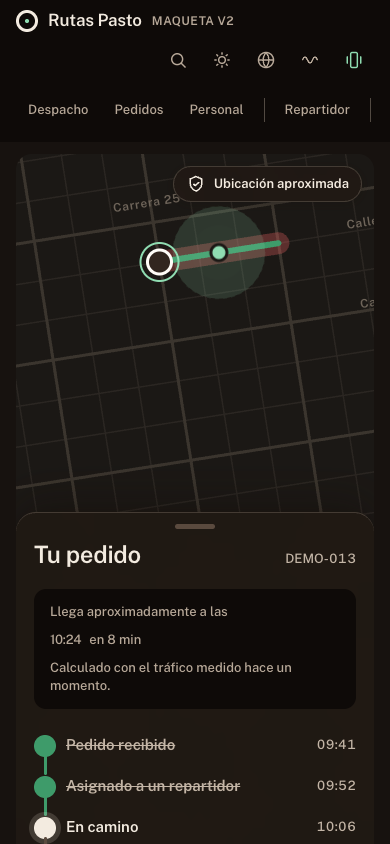 Rutas Pasto MAQUETA V2
Despacho Pedidos Personal Repartidor
Ubicación aproximada
Carrera 25
Calle
Ca
Tu pedido DEMO-013
Llega aproximadamente a las
10:24 en 8 min
Calculado con el tráfico medido hace un
momento.
Pedido recibido 09:41
Asignado a un repartidor 09:52
En camino 10:06